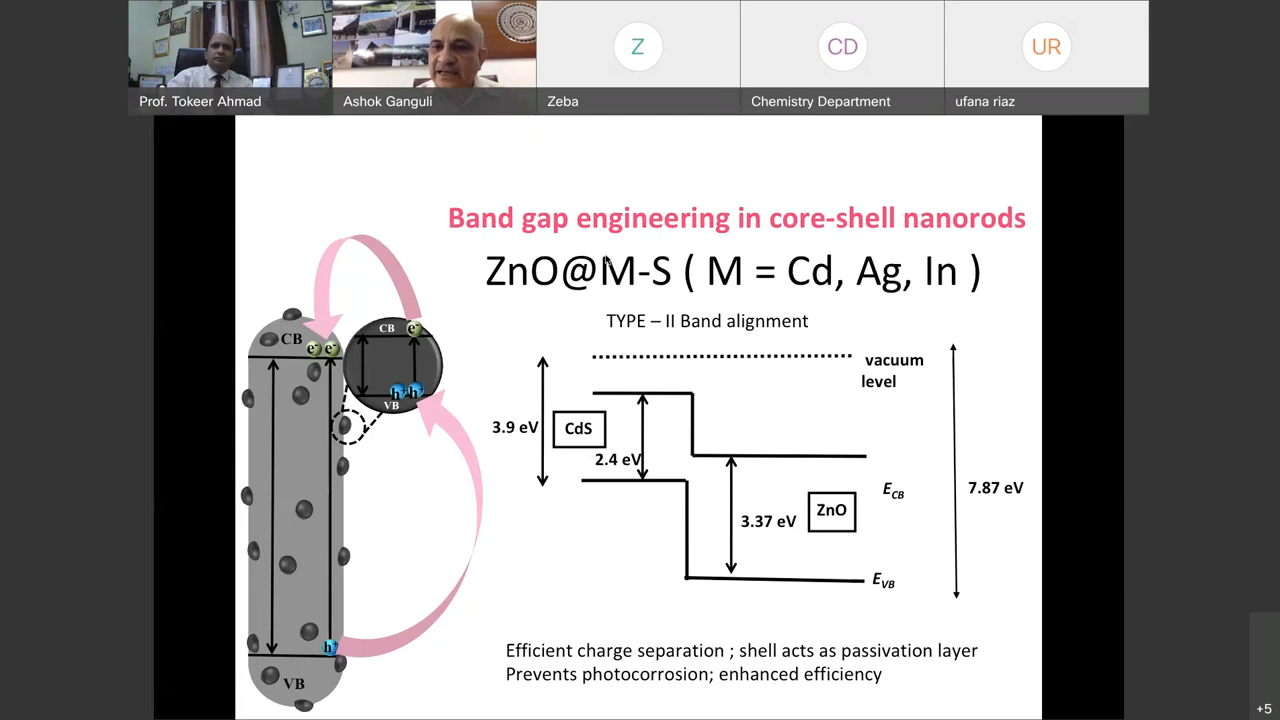 Z
CD
UR
Prof. Tokeer Ahmad
Ashok Ganguli
Zeba
Chemistry Department
ufana riaz
Band gap engineering in core-shell nanorods
ZnO@M-S ( M = Cd, Ag, In )
TYPE – II Band alignment
vacuum
level
3.9 eV
CdS
2.4 eV
3.37 eV
ZnO
ECB
EVB
7.87 eV
CB
e-
e-
CB
e-
h+
h+
VB
h+
VB
Efficient charge separation ; shell acts as passivation layer
Prevents photocorrosion; enhanced efficiency
+5